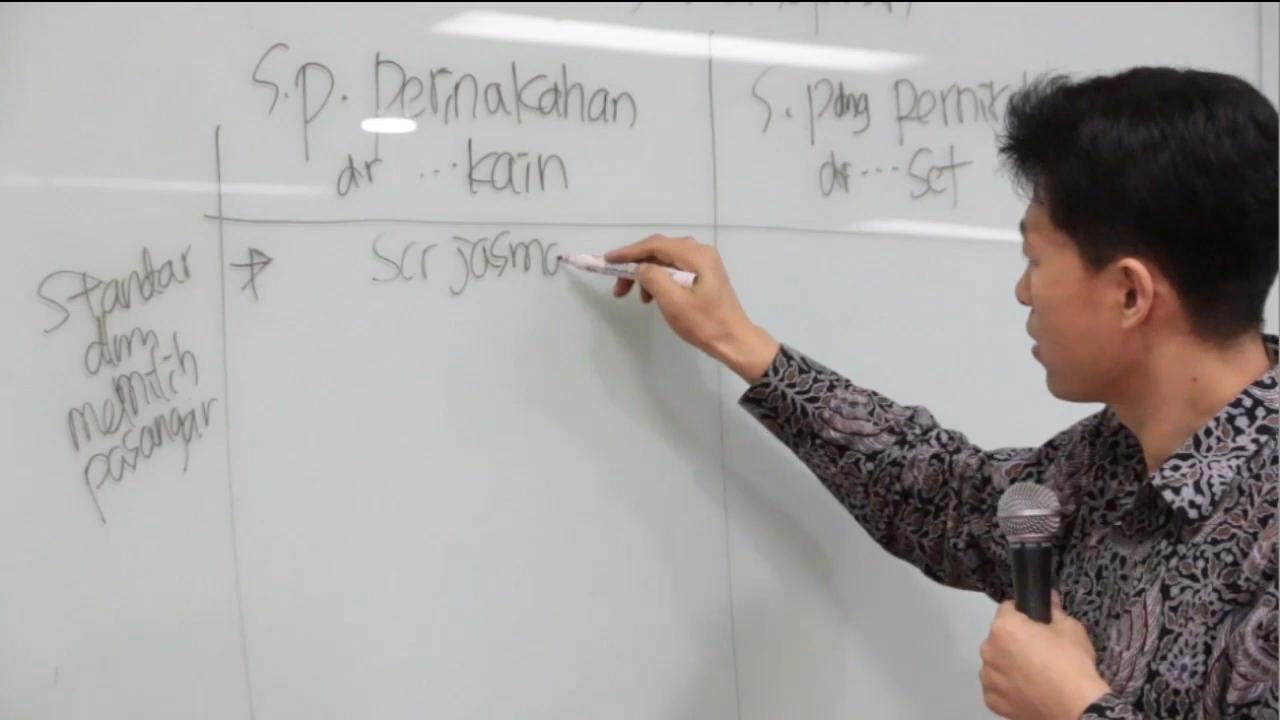 S.p. pernakahan
dr ... kain
S. pdng pernik
dr ... Set
Standar
dlm
memilih
pasangan
→ scr jasma